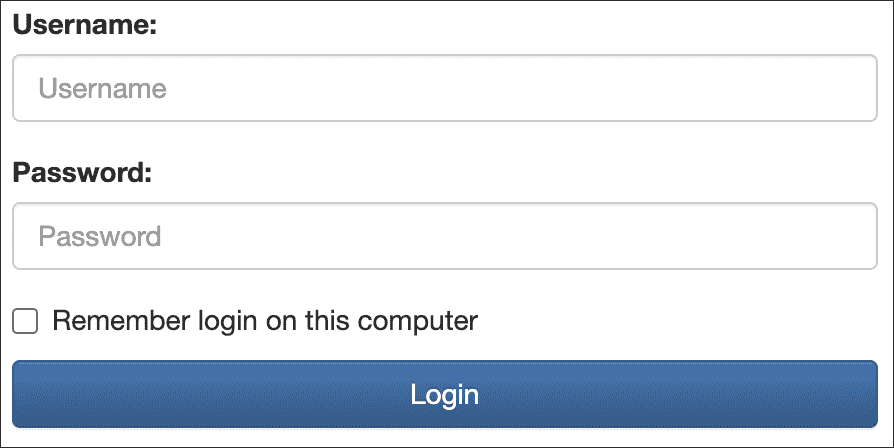 Username:
Username
Password:
Password
Remember login on this computer
Login